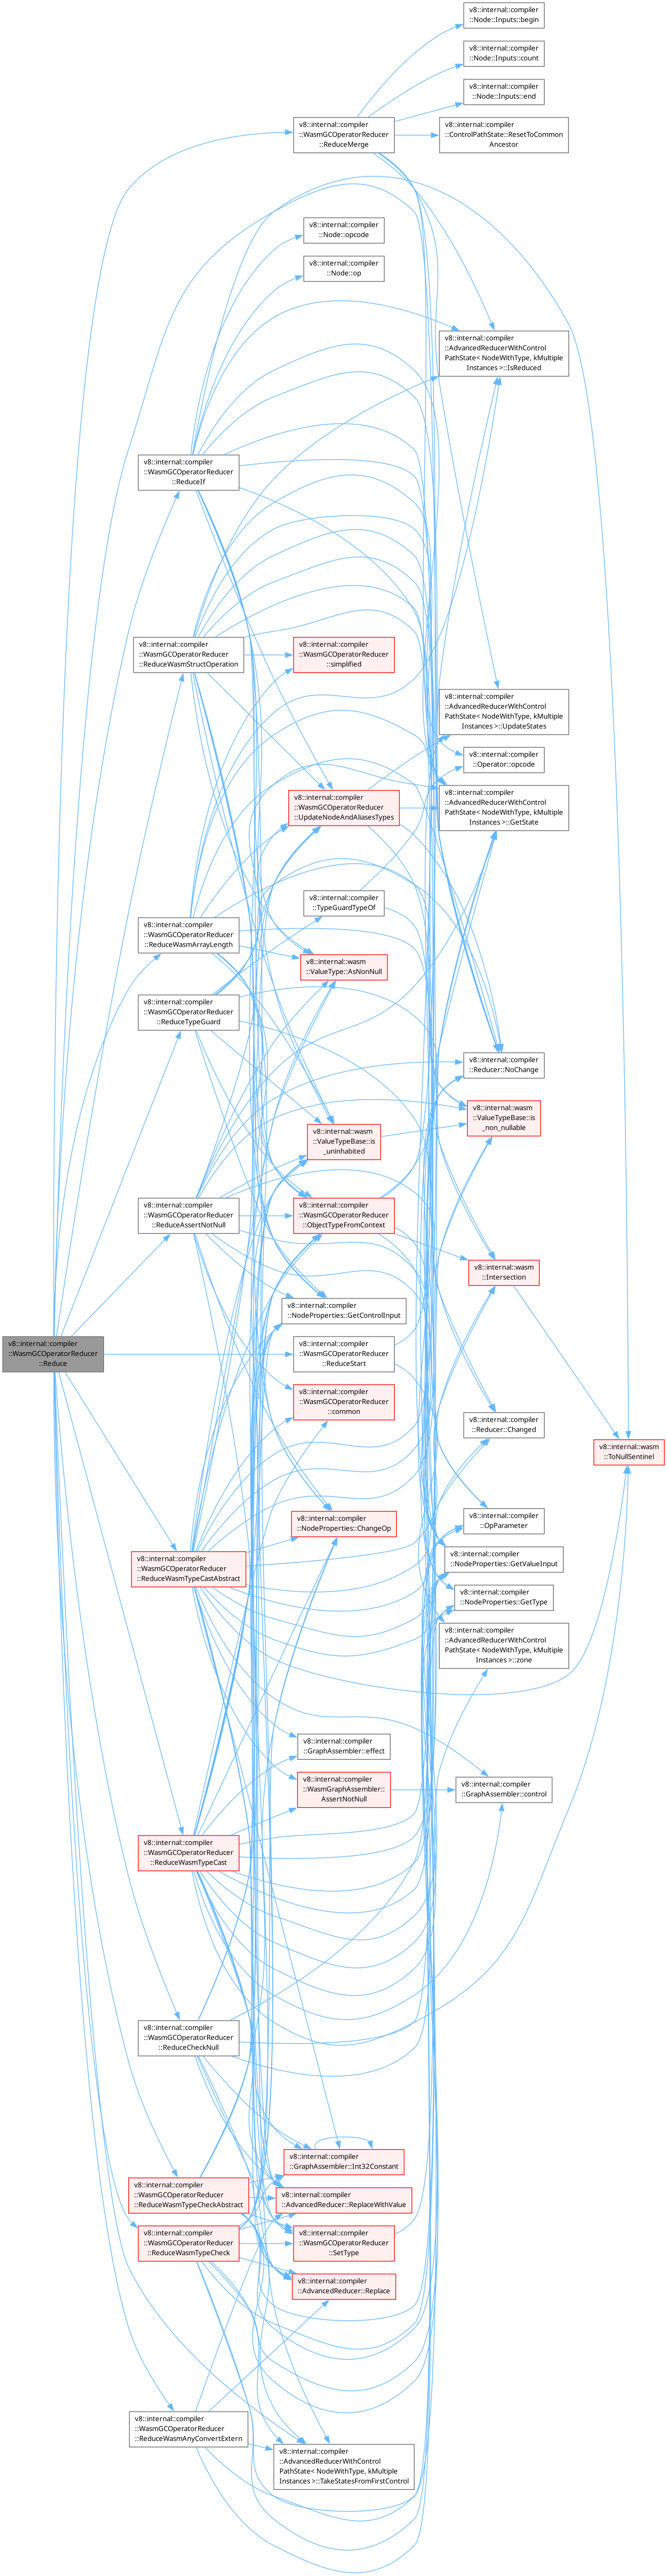 v8::internal::compiler
::Node::Inputs::begin
v8::internal::compiler
::Node::Inputs::count
v8::internal::compiler
::Node::Inputs::end
v8::internal::compiler
::WasmGCOperatorReducer
::ReduceMerge
v8::internal::compiler
::ControlPathState::ResetToCommon
Ancestor
v8::internal::compiler
::Node::opcode
v8::internal::compiler
::Node::op
v8::internal::compiler
::AdvancedReducerWithControl
PathState< NodeWithType, kMultiple
Instances >::IsReduced
v8::internal::compiler
::WasmGCOperatorReducer
::ReduceIf
v8::internal::compiler
::WasmGCOperatorReducer
::ReduceWasmStructOperation
v8::internal::compiler
::WasmGCOperatorReducer
::simplified
v8::internal::compiler
::AdvancedReducerWithControl
PathState< NodeWithType, kMultiple
Instances >::UpdateStates
v8::internal::compiler
::Operator::opcode
v8::internal::compiler
::WasmGCOperatorReducer
::UpdateNodeAndAliasesTypes
v8::internal::compiler
::AdvancedReducerWithControl
PathState< NodeWithType, kMultiple
Instances >::GetState
v8::internal::compiler
::TypeGuardTypeOf
v8::internal::compiler
::WasmGCOperatorReducer
::ReduceWasmArrayLength
v8::internal::wasm
::ValueType::AsNonNull
v8::internal::compiler
::WasmGCOperatorReducer
::ReduceTypeGuard
v8::internal::compiler
::Reducer::NoChange
v8::internal::wasm
::ValueTypeBase::is
_non_nullable
v8::internal::wasm
::ValueTypeBase::is
_uninhabited
v8::internal::compiler
::WasmGCOperatorReducer
::ReduceAssertNotNull
v8::internal::compiler
::WasmGCOperatorReducer
::ObjectTypeFromContext
v8::internal::wasm
::Intersection
v8::internal::compiler
::NodeProperties::GetControlInput
v8::internal::compiler
::WasmGCOperatorReducer
::Reduce
v8::internal::compiler
::WasmGCOperatorReducer
::ReduceStart
v8::internal::compiler
::WasmGCOperatorReducer
::common
v8::internal::compiler
::Reducer::Changed
v8::internal::wasm
::ToNullSentinel
v8::internal::compiler
::NodeProperties::ChangeOp
v8::internal::compiler
::OpParameter
v8::internal::compiler
::NodeProperties::GetValueInput
v8::internal::compiler
::WasmGCOperatorReducer
::ReduceWasmTypeCastAbstract
v8::internal::compiler
::NodeProperties::GetType
v8::internal::compiler
::AdvancedReducerWithControl
PathState< NodeWithType, kMultiple
Instances >::zone
v8::internal::compiler
::GraphAssembler::effect
v8::internal::compiler
::WasmGraphAssembler::
AssertNotNull
v8::internal::compiler
::GraphAssembler::control
v8::internal::compiler
::WasmGCOperatorReducer
::ReduceWasmTypeCast
v8::internal::compiler
::WasmGCOperatorReducer
::ReduceCheckNull
v8::internal::compiler
::GraphAssembler::Int32Constant
v8::internal::compiler
::WasmGCOperatorReducer
::ReduceWasmTypeCheckAbstract
v8::internal::compiler
::AdvancedReducer::ReplaceWithValue
v8::internal::compiler
::WasmGCOperatorReducer
::ReduceWasmTypeCheck
v8::internal::compiler
::WasmGCOperatorReducer
::SetType
v8::internal::compiler
::AdvancedReducer::Replace
v8::internal::compiler
::WasmGCOperatorReducer
::ReduceWasmAnyConvertExtern
v8::internal::compiler
::AdvancedReducerWithControl
PathState< NodeWithType, kMultiple
Instances >::TakeStatesFromFirstControl